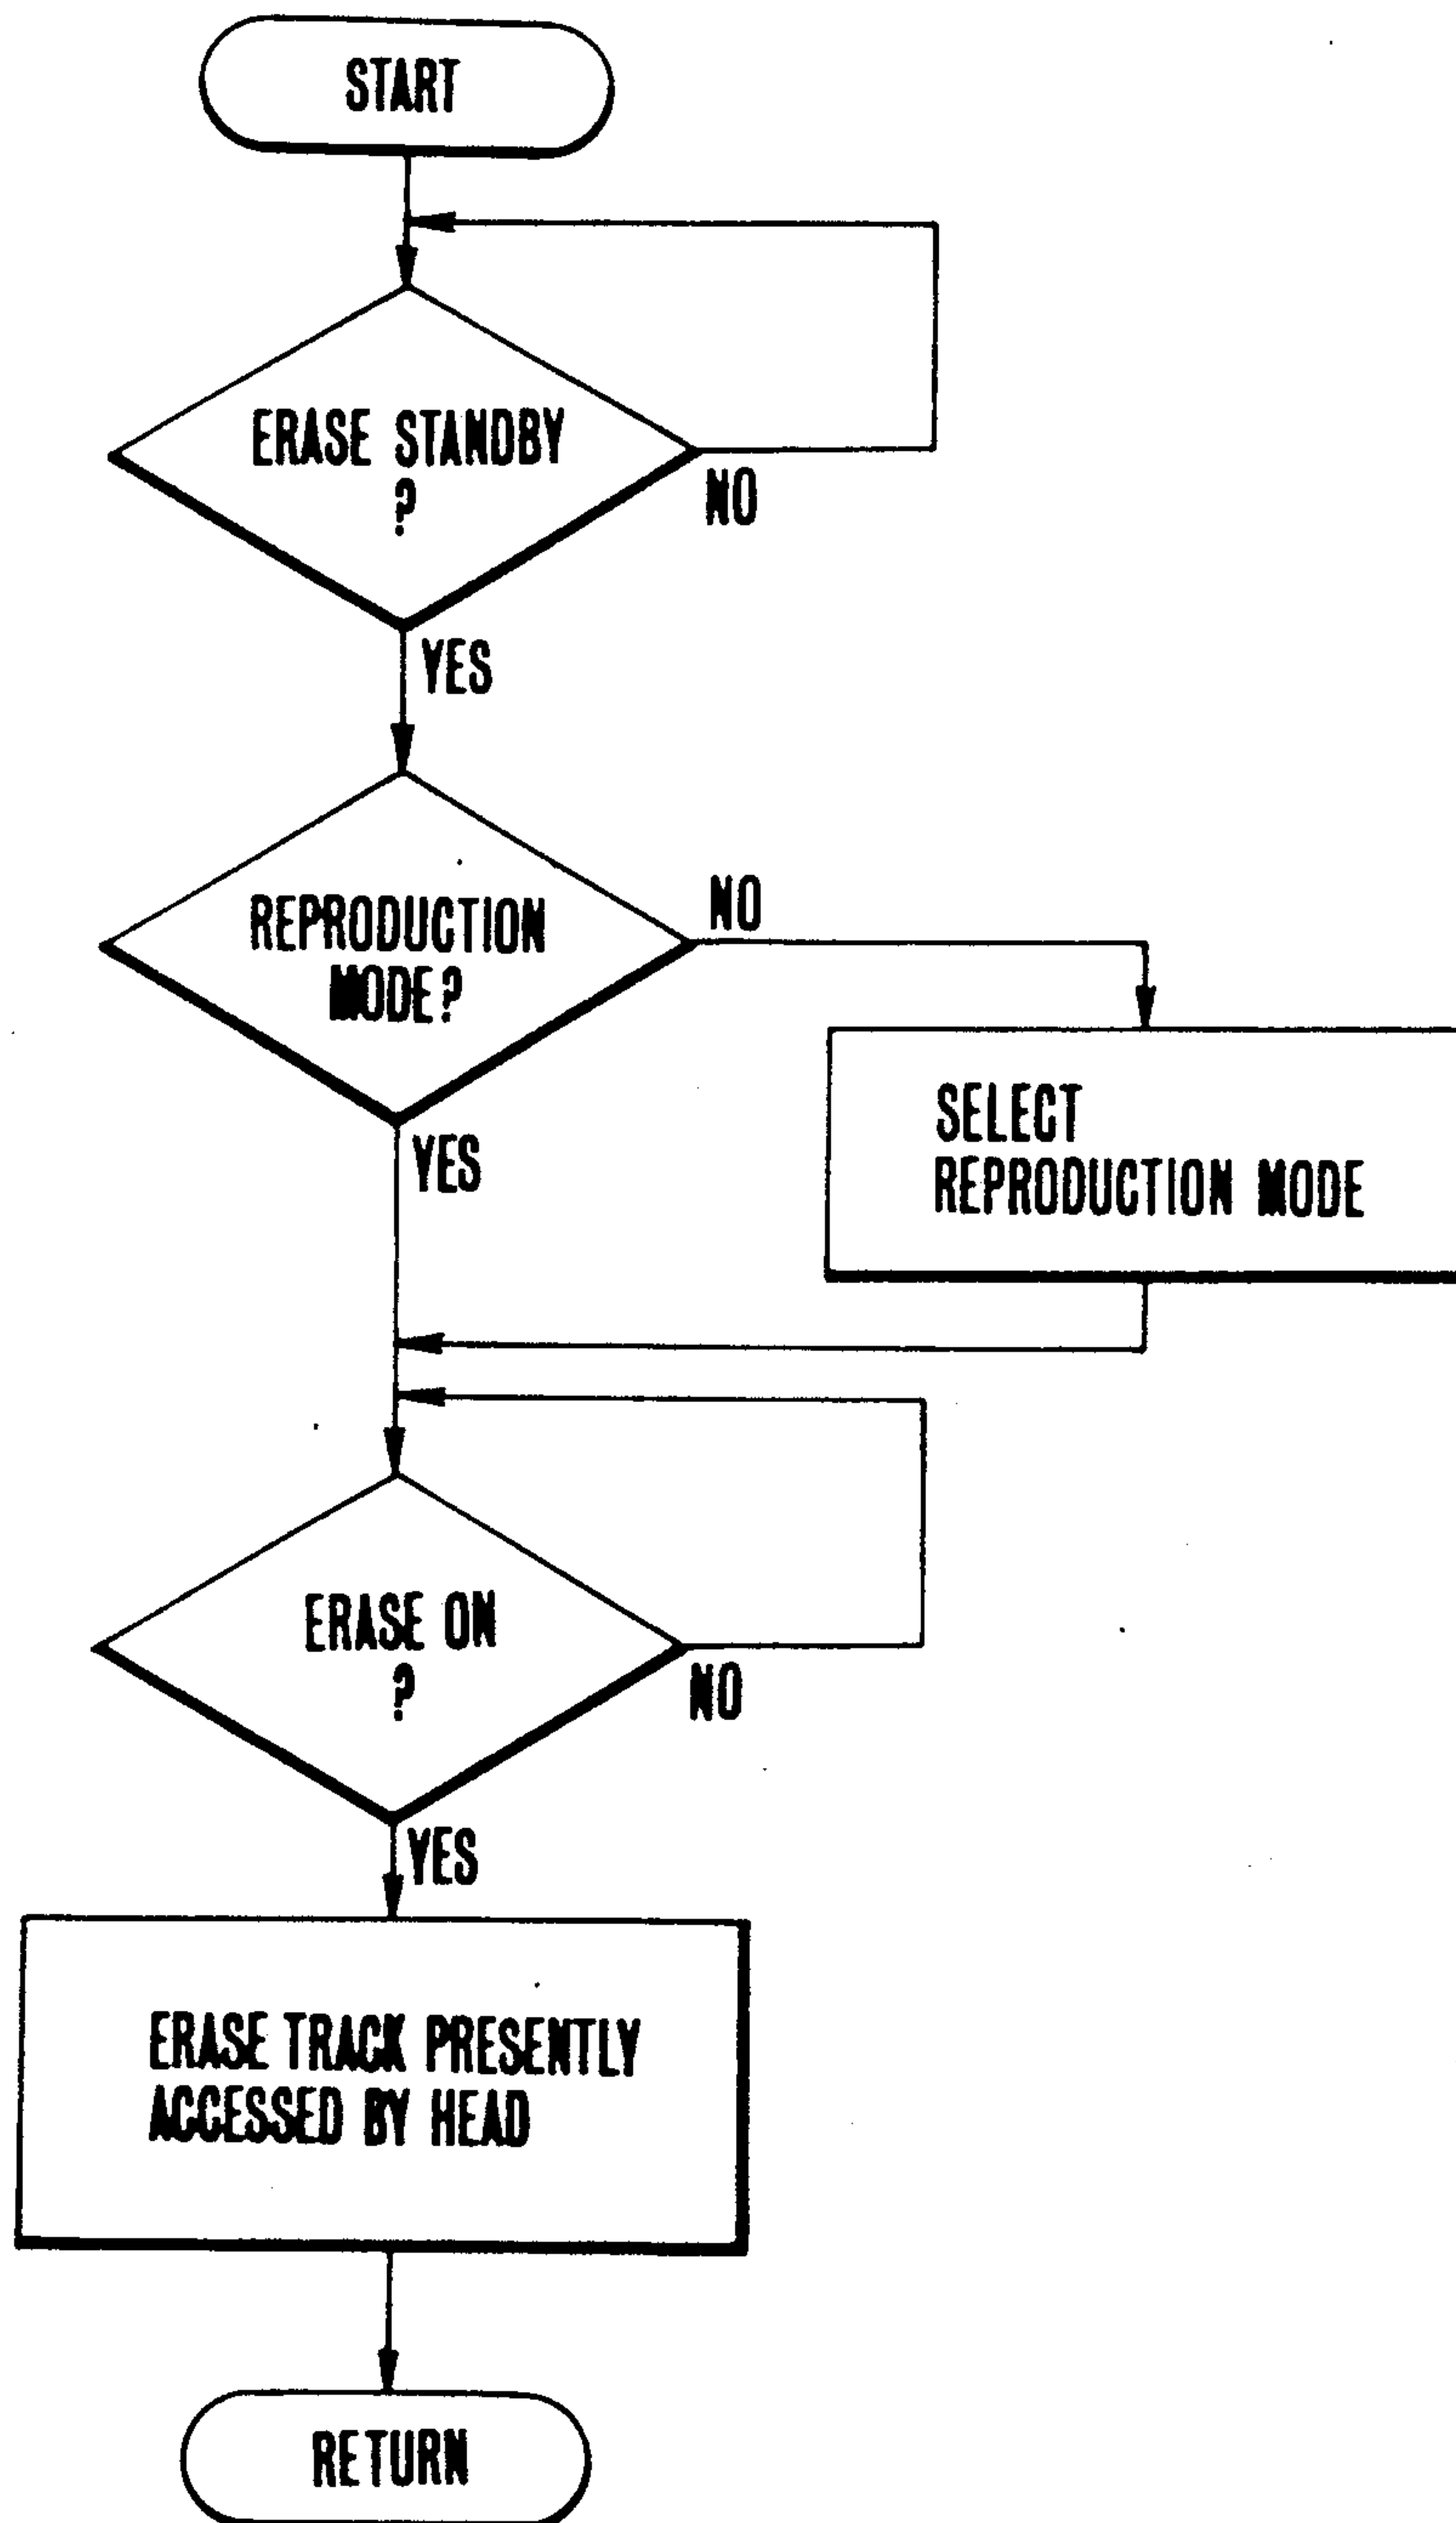 START
ERASE STANDBY
?
NO
YES
REPRODUCTION
MODE?
NO
YES
SELECT
REPRODUCTION MODE
ERASE ON
?
NO
YES
ERASE TRACK PRESENTLY
ACCESSED BY HEAD
RETURN